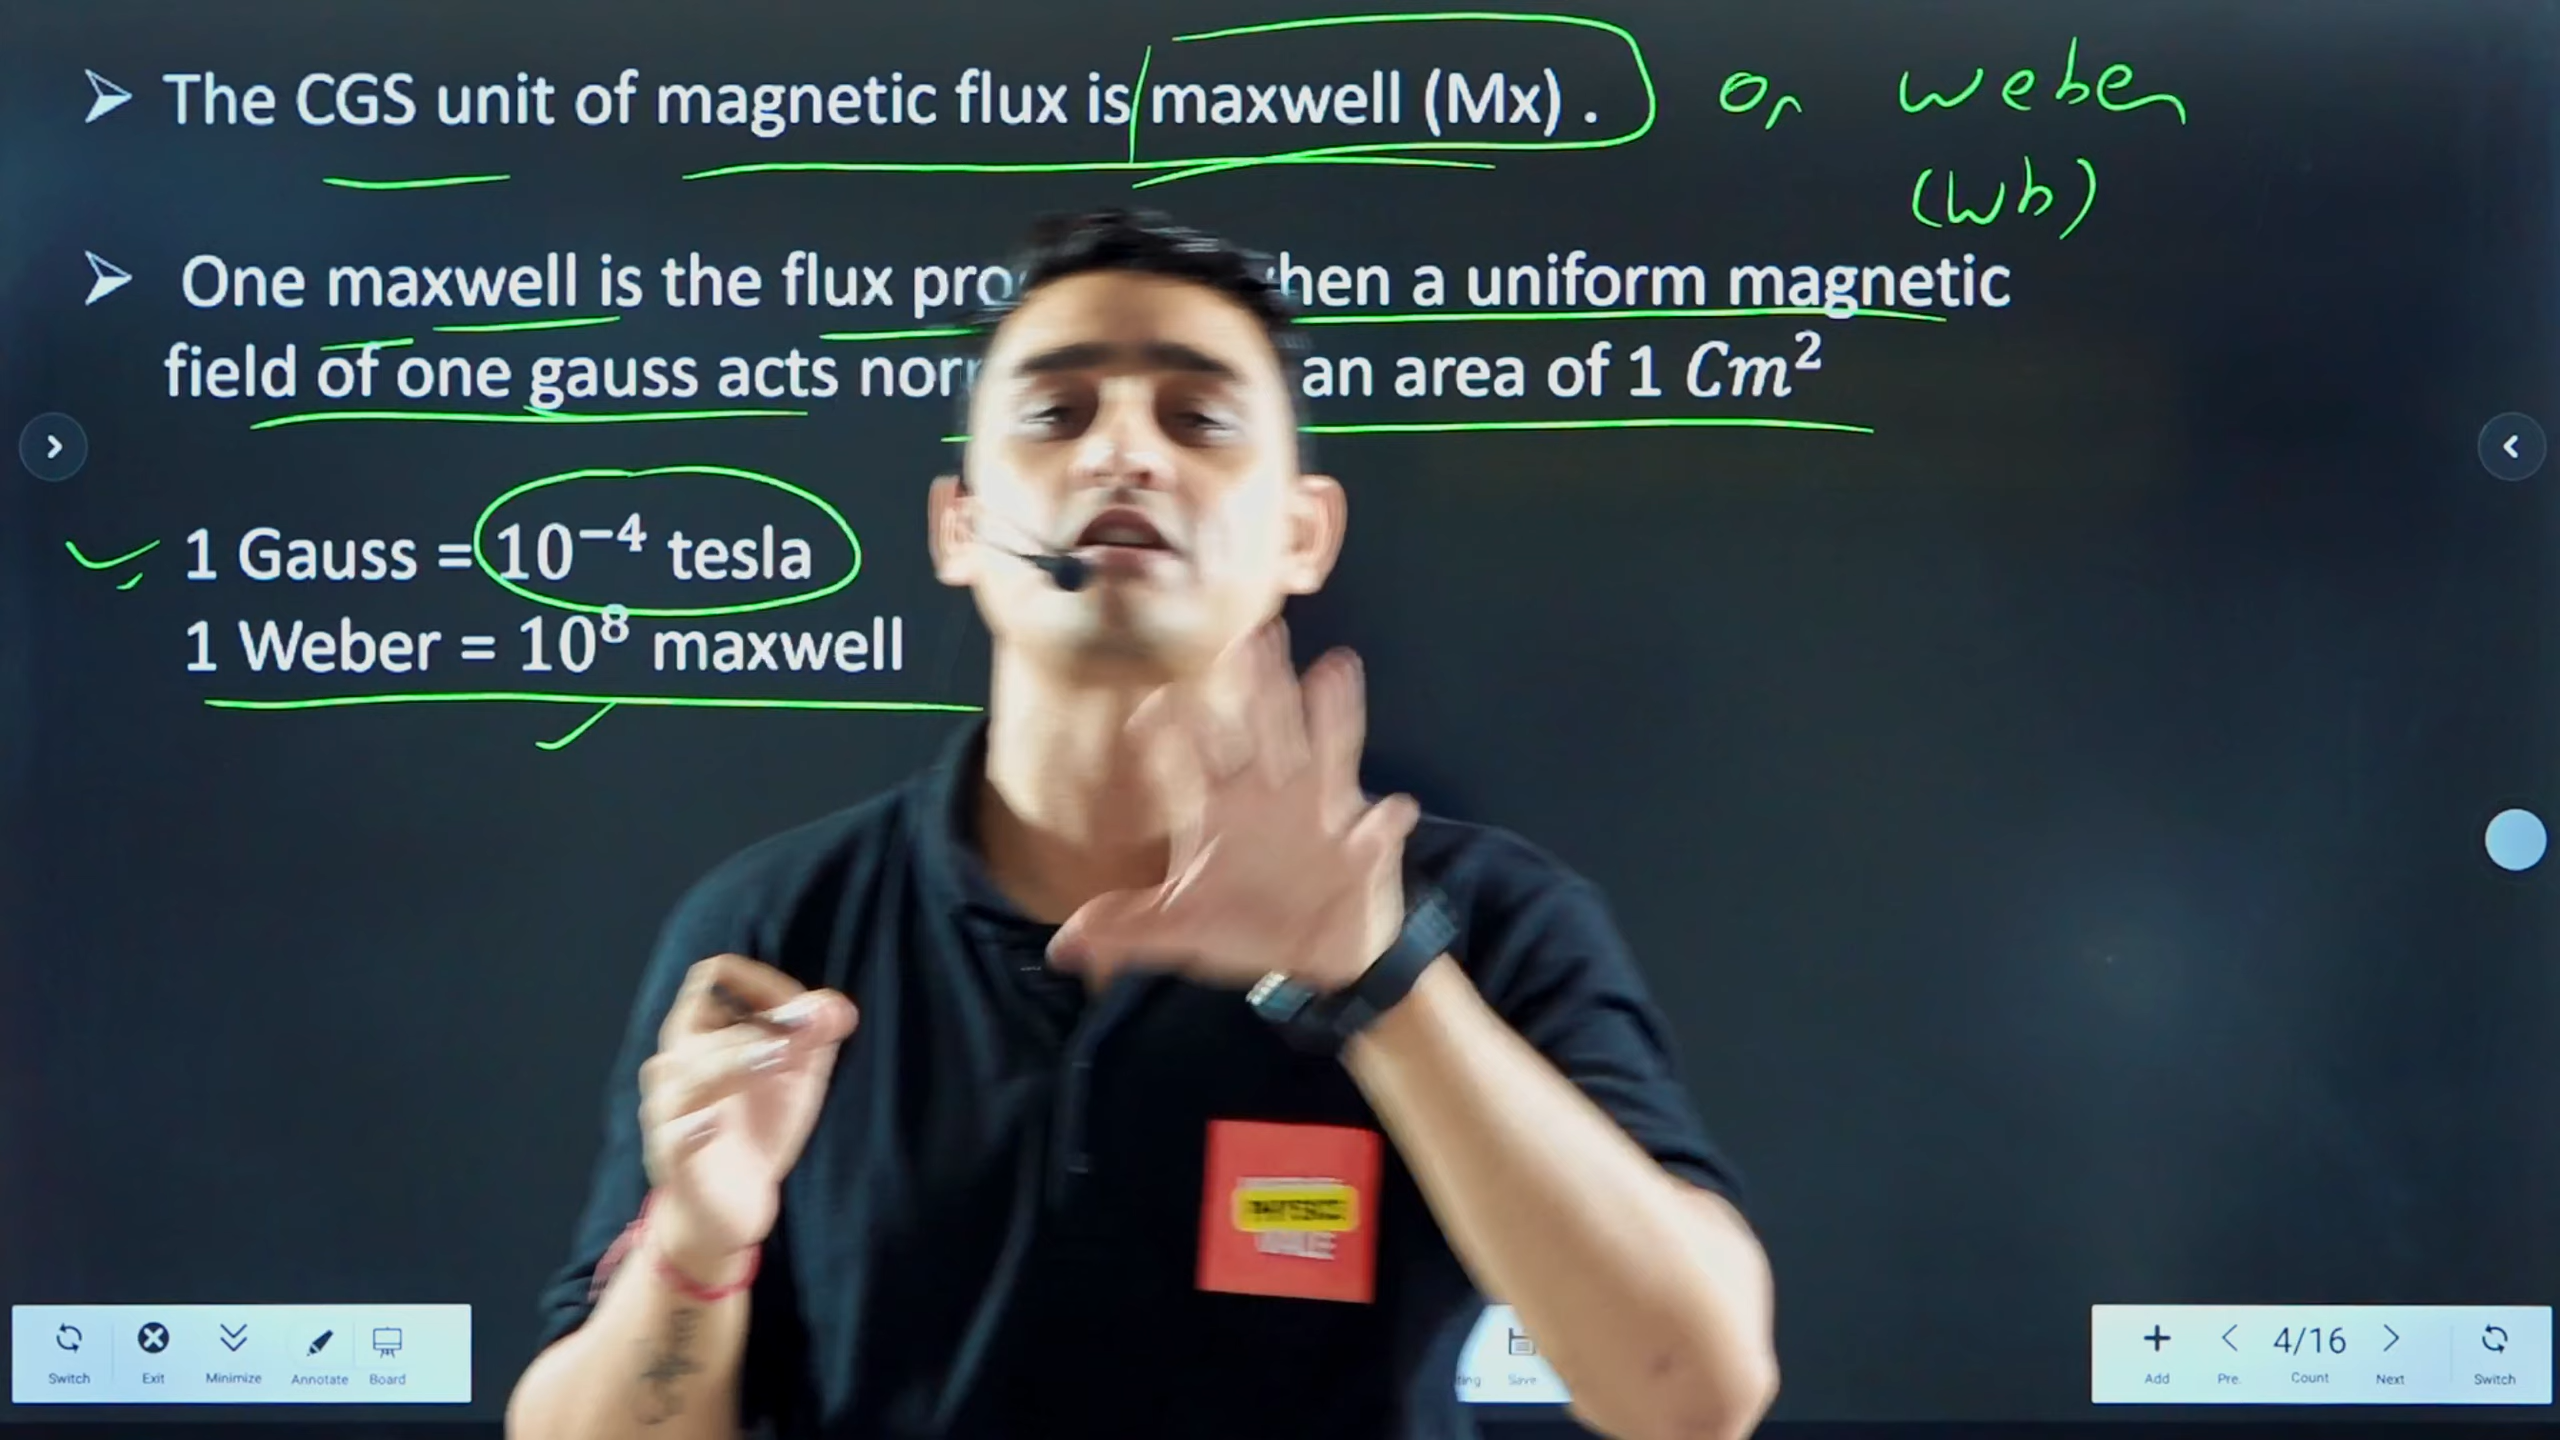 ➤ The CGS unit of magnetic flux is maxwell (Mx) . or weber
(Wb)
➤ One maxwell is the flux hen a uniform magnetic
field of one gauss acts an area of 1 Cm²
1 Gauss = 10⁻⁴ tesla
1 Weber = 10⁸ maxwell
PHYSICS
WALLAH
Switch Exit Minimize Annotate Board
Save
Add Pre. 4/16 Count Next Switch